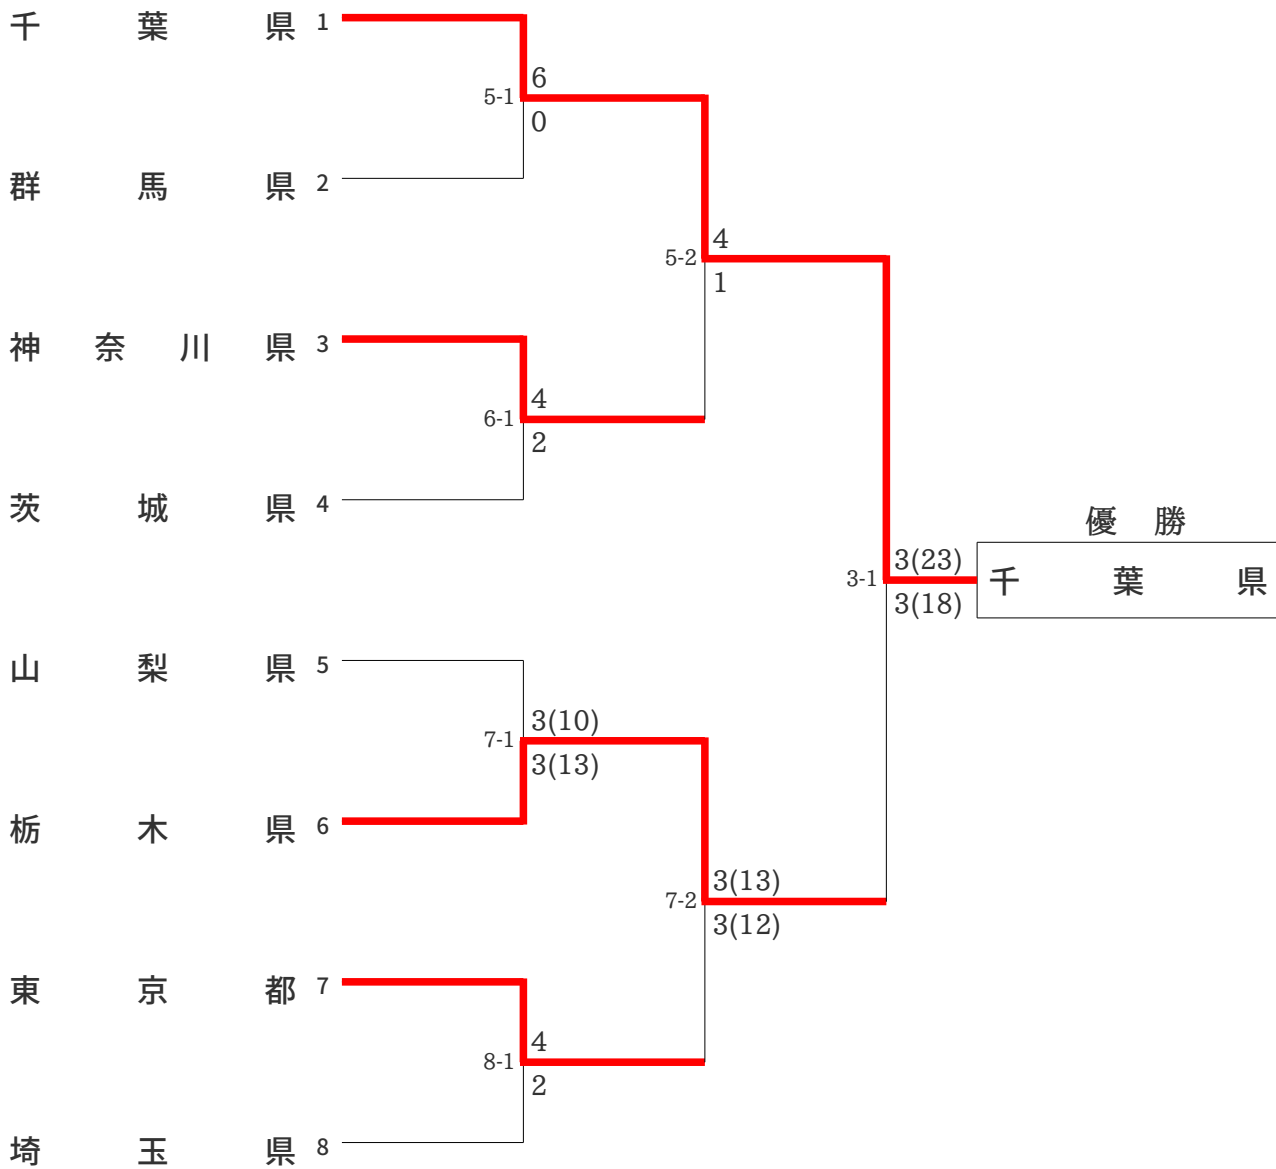 千葉県 1
6
5-1
0
群馬県 2
4
5-2
1
神奈川県 3
4
6-1
2
茨城県 4
優勝
3(23)
3-1
千葉県
3(18)
山梨県 5
3(10)
7-1
3(13)
栃木県 6
3(13)
7-2
3(12)
東京都 7
4
8-1
2
埼玉県 8